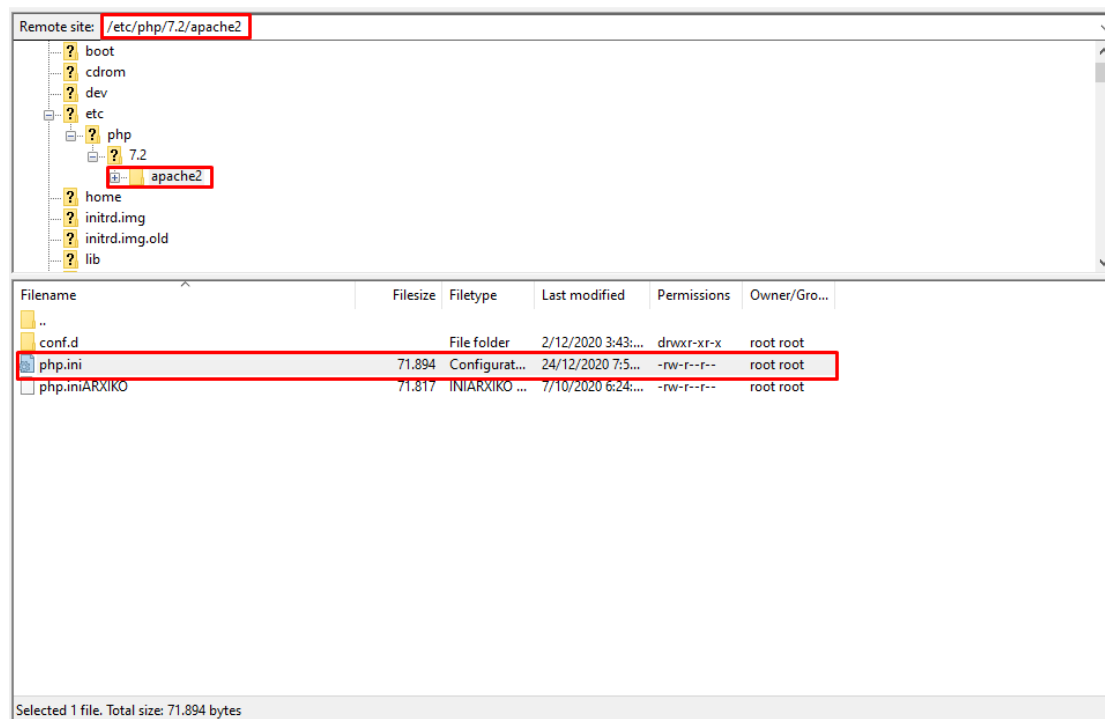 Remote site: /etc/php/7.2/apache2
boot
cdrom
dev
etc
php
7.2
apache2
home
initrd.img
initrd.img.old
lib
Filename Filesize Filetype Last modified Permissions Owner/Gro...
..
conf.d File folder 2/12/2020 3:43:... drwxr-xr-x root root
php.ini 71.894 Configurat... 24/12/2020 7:5... -rw-r--r-- root root
php.iniARXIKO 71.817 INIARXIKO ... 7/10/2020 6:24:... -rw-r--r-- root root
Selected 1 file. Total size: 71.894 bytes